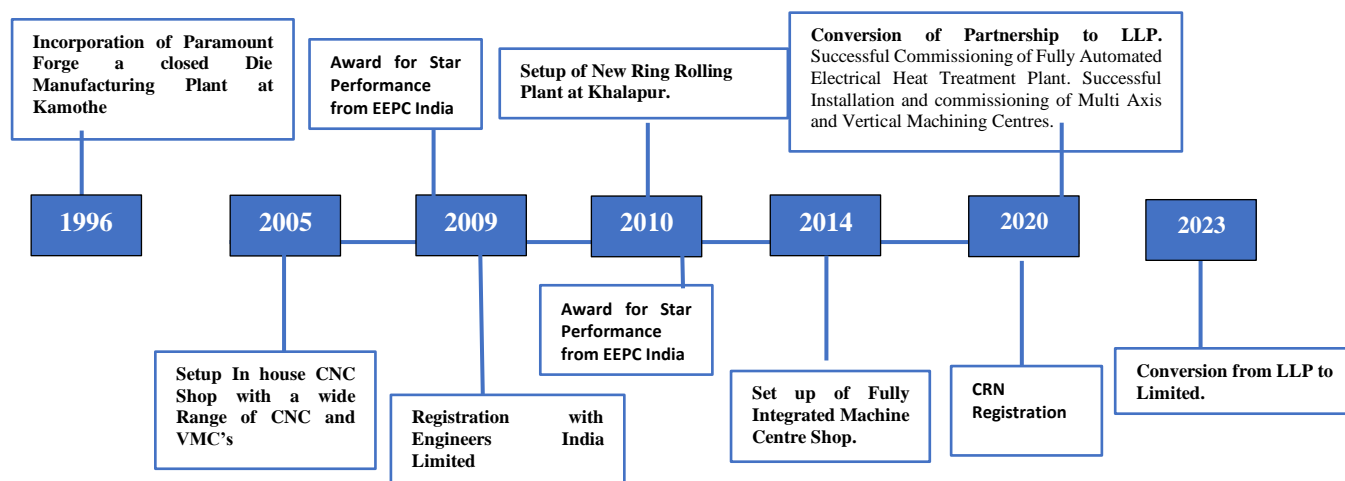 Incorporation of Paramount
Forge a closed Die
Manufacturing Plant at
Kamothe
Award for Star
Performance
from EEPC India
Setup of New Ring Rolling
Plant at Khalapur.
Conversion of Partnership to LLP.
Successful Commissioning of Fully Automated
Electrical Heat Treatment Plant. Successful
Installation and commissioning of Multi Axis
and Vertical Machining Centres.
1996
2005
2009
2010
2014
2020
2023
Setup In house CNC
Shop with a wide
Range of CNC and
VMC's
Registration with
Engineers India
Limited
Award for Star
Performance
from EEPC India
Set up of Fully
Integrated Machine
Centre Shop.
CRN
Registration
Conversion from LLP to
Limited.